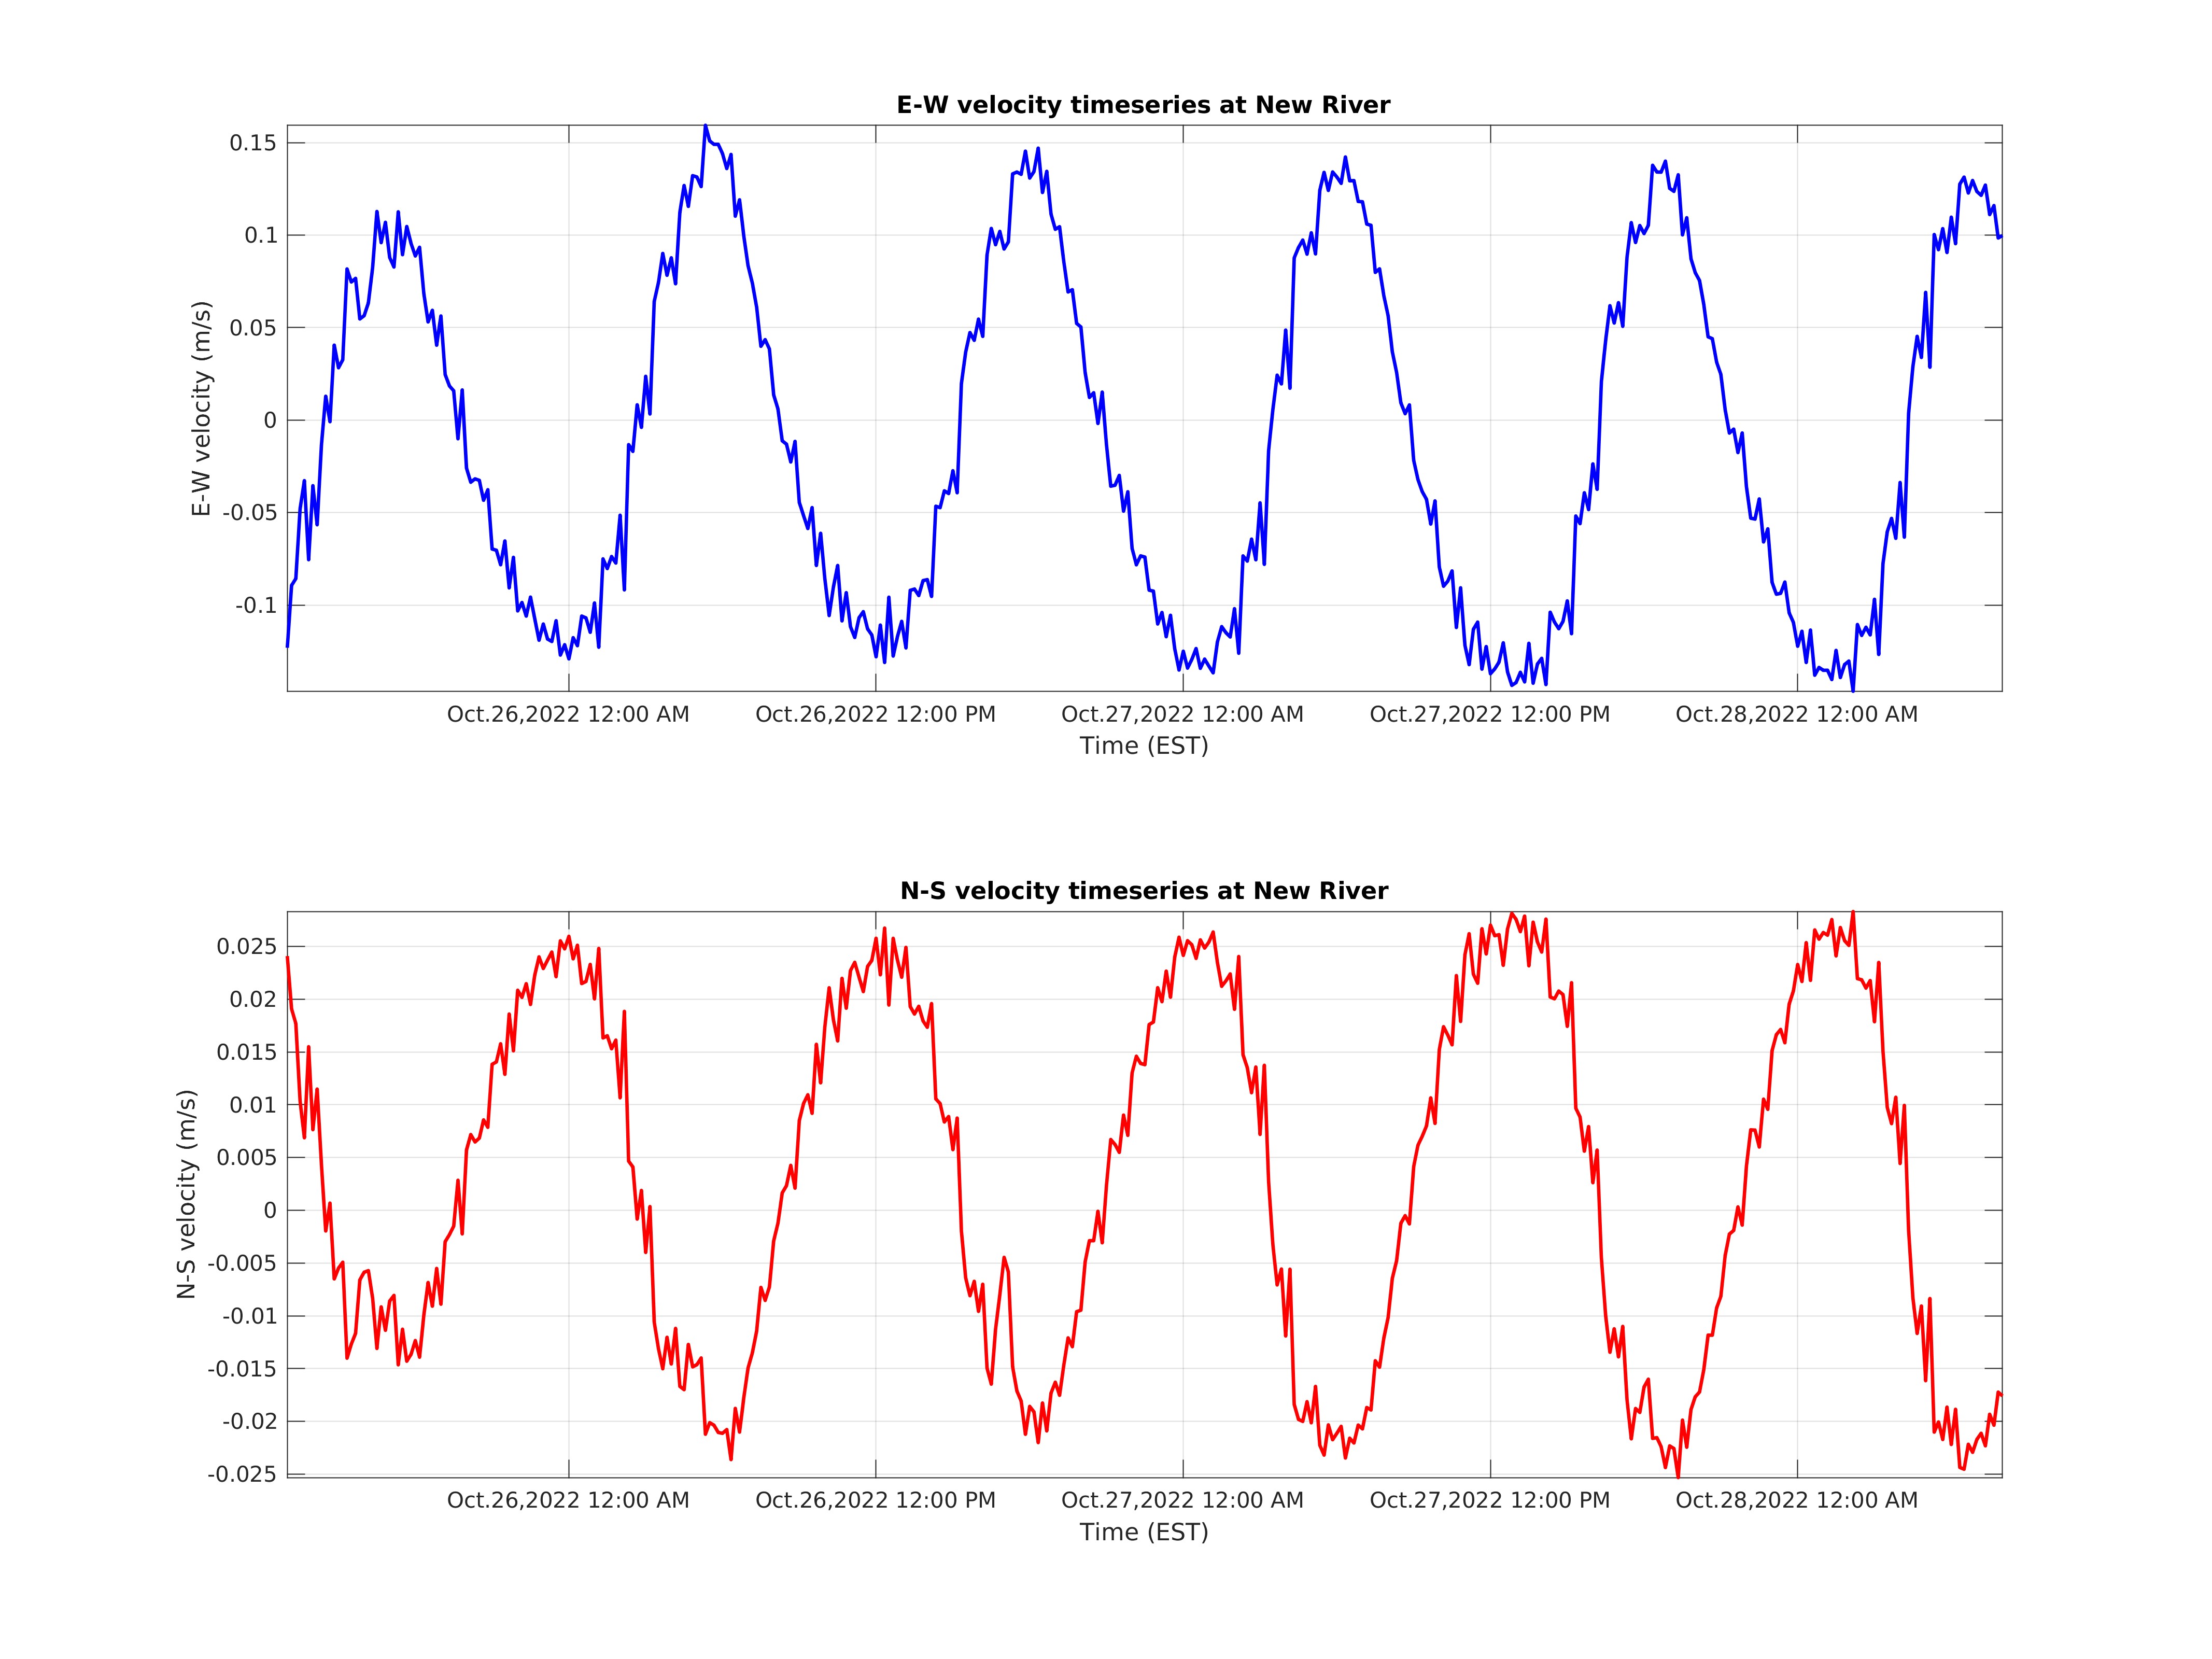 E-W velocity timeseries at New River
0.15
0.1
0.05
0
-0.05
-0.1
E-W velocity (m/s)
Oct.26,2022 12:00 AM Oct.26,2022 12:00 PM Oct.27,2022 12:00 AM Oct.27,2022 12:00 PM Oct.28,2022 12:00 AM
Time (EST)
N-S velocity timeseries at New River
0.025
0.02
0.015
0.01
0.005
0
-0.005
-0.01
-0.015
-0.02
-0.025
N-S velocity (m/s)
Oct.26,2022 12:00 AM Oct.26,2022 12:00 PM Oct.27,2022 12:00 AM Oct.27,2022 12:00 PM Oct.28,2022 12:00 AM
Time (EST)